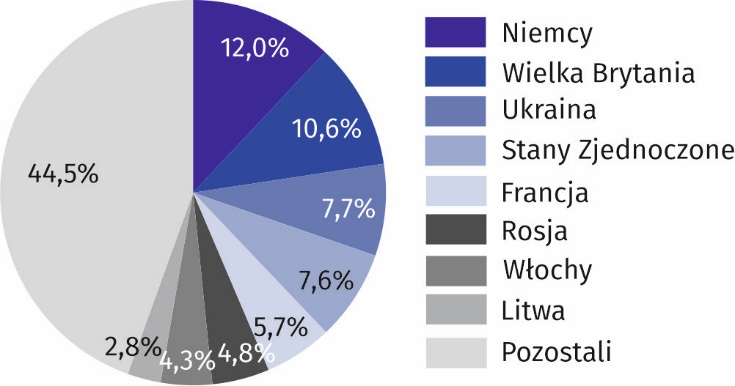 12,0%
10,6%
7,7%
7,6%
5,7%
4,8%
4,3%
2,8%
44,5%
Niemcy
Wielka Brytania
Ukraina
Stany Zjednoczone
Francja
Rosja
Włochy
Litwa
Pozostali